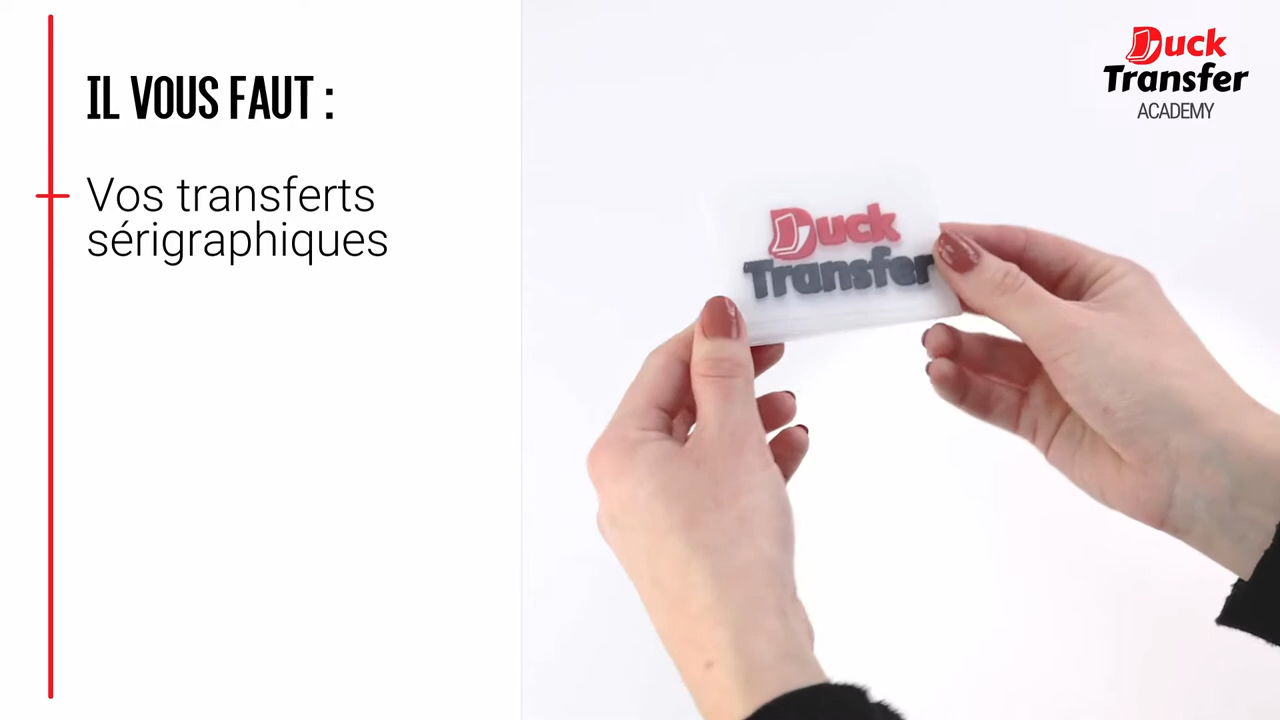 IL VOUS FAUT :
Vos transferts
sérigraphiques
Duck
Transfer
Duck
Transfer
ACADEMY